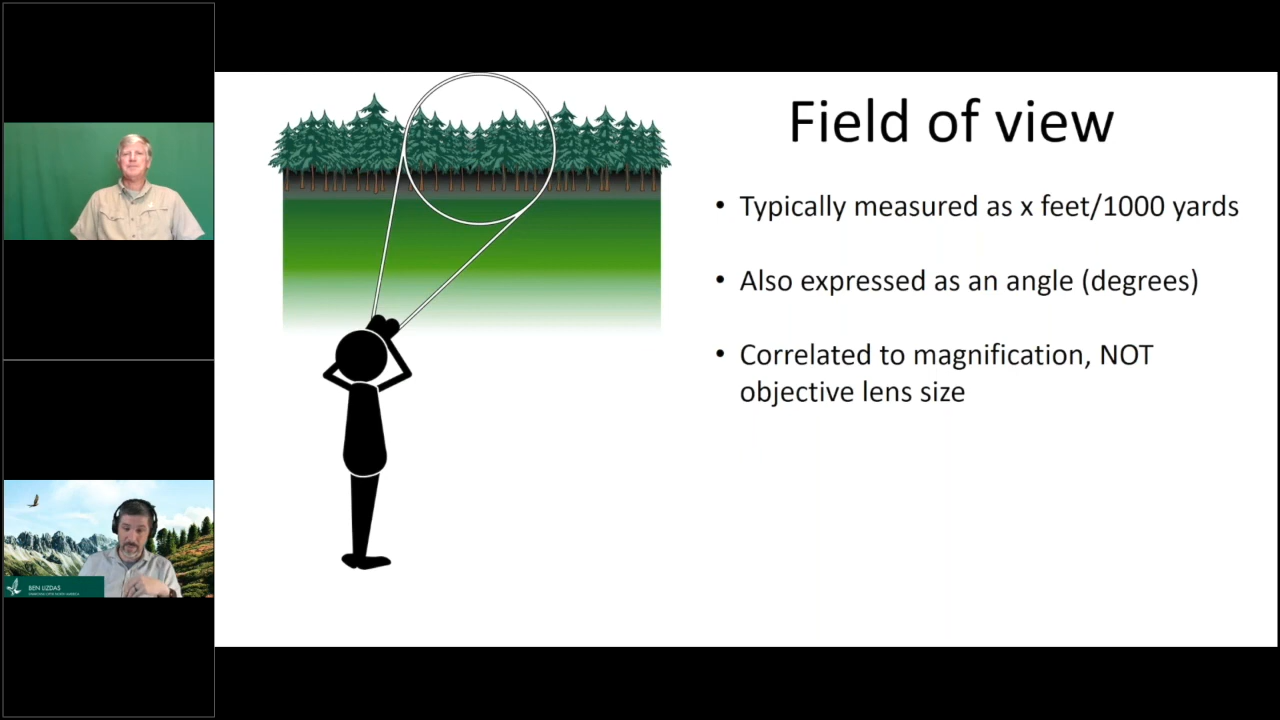 Field of view
• Typically measured as x feet/1000 yards
• Also expressed as an angle (degrees)
• Correlated to magnification, NOT
objective lens size
BEN LIZDAS